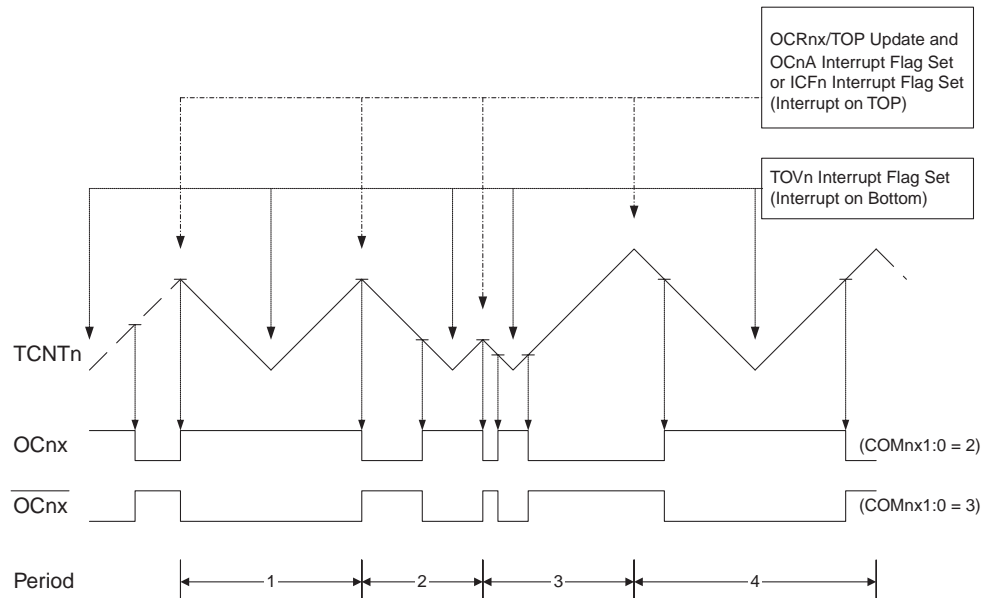 OCRnx/TOP Update and
OCnA Interrupt Flag Set
or ICFn Interrupt Flag Set
(Interrupt on TOP)
TOVn Interrupt Flag Set
(Interrupt on Bottom)
TCNTn
OCnx
(COMnx1:0 = 2)
OCnx
(COMnx1:0 = 3)
Period
1
2
3
4